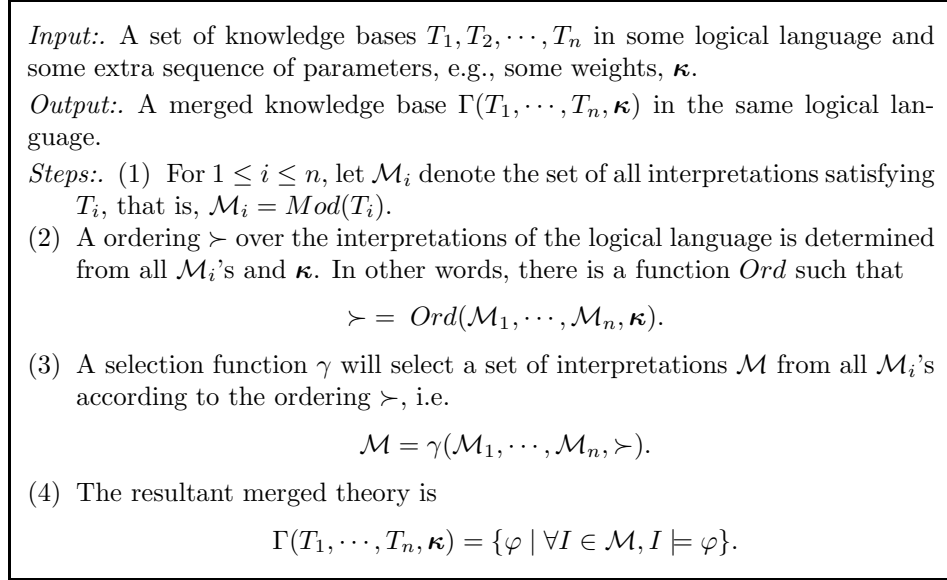 Input:. A set of knowledge bases T₁, T₂, ⋯, Tₙ in some logical language and
some extra sequence of parameters, e.g., some weights, κ.
Output:. A merged knowledge base Γ(T₁, ⋯, Tₙ, κ) in the same logical lan-
guage.
Steps:. (1) For 1 ≤ i ≤ n, let ℳᵢ denote the set of all interpretations satisfying
Tᵢ, that is, ℳᵢ = Mod(Tᵢ).
(2) A ordering ≻ over the interpretations of the logical language is determined
from all ℳᵢ's and κ. In other words, there is a function Ord such that
≻ = Ord(ℳ₁, ⋯, ℳₙ, κ).
(3) A selection function γ will select a set of interpretations ℳ from all ℳᵢ's
according to the ordering ≻, i.e.
ℳ = γ(ℳ₁, ⋯, ℳₙ, ≻).
(4) The resultant merged theory is
Γ(T₁, ⋯, Tₙ, κ) = {φ | ∀I ∈ ℳ, I ⊨ φ}.